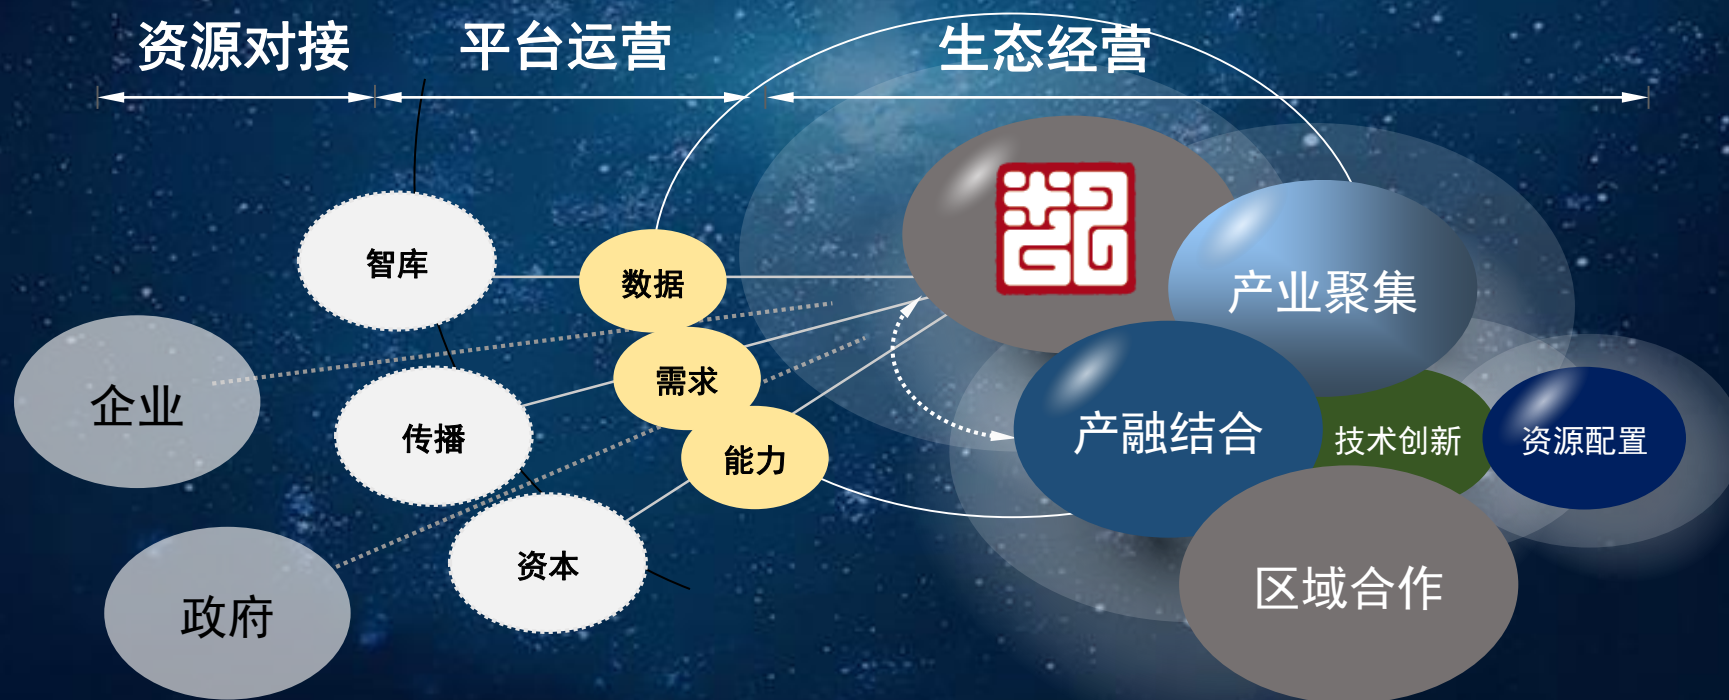 资源对接
平台运营
生态经营
智库
数据
产业聚集
需求
企业
传播
产融结合
技术创新
资源配置
能力
资本
区域合作
政府